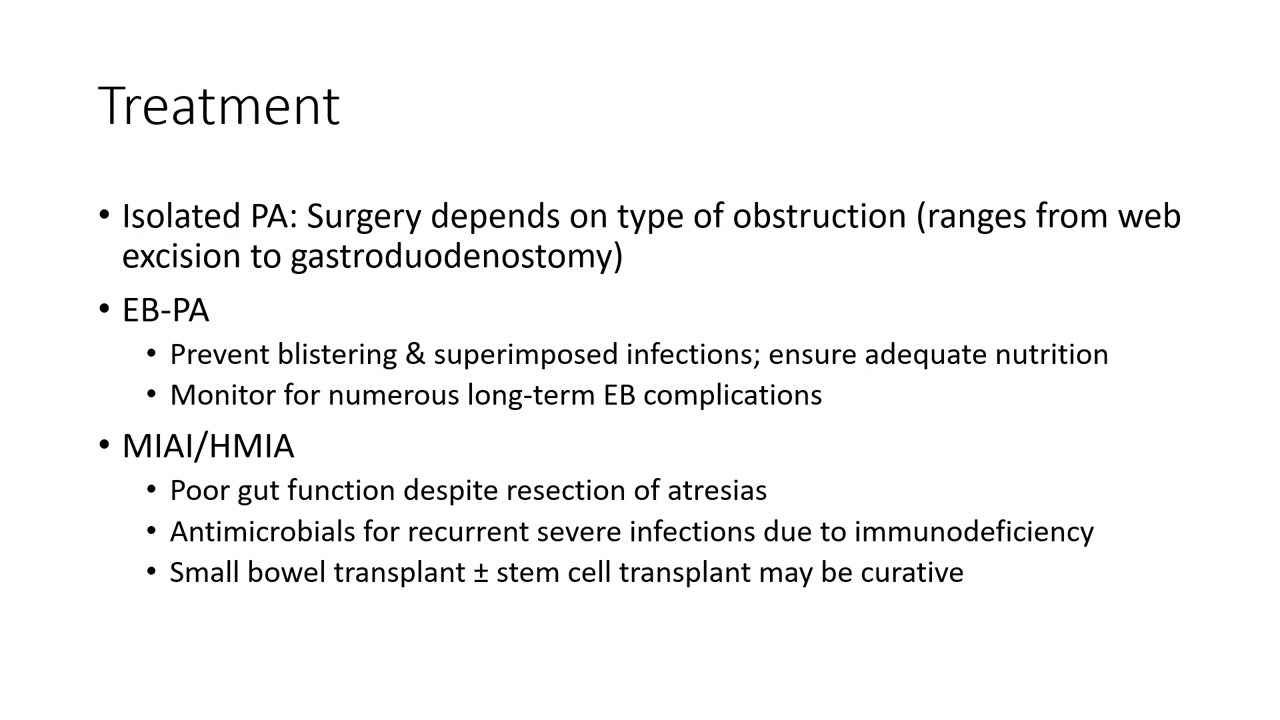 Treatment
• Isolated PA: Surgery depends on type of obstruction (ranges from web
excision to gastroduodenostomy)
• EB-PA
• Prevent blistering & superimposed infections; ensure adequate nutrition
• Monitor for numerous long-term EB complications
• MIAI/HMIA
• Poor gut function despite resection of atresias
• Antimicrobials for recurrent severe infections due to immunodeficiency
• Small bowel transplant ± stem cell transplant may be curative